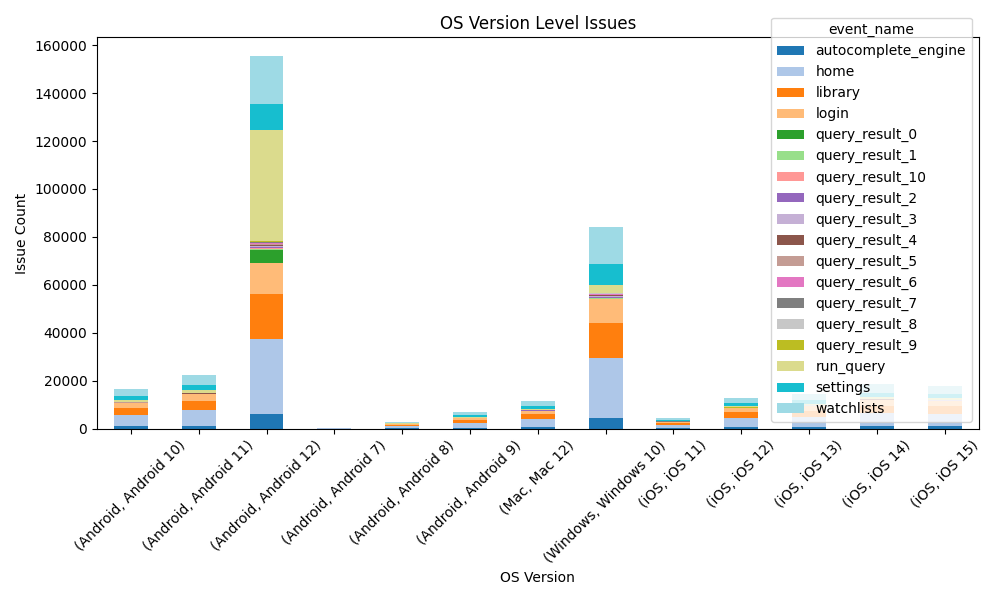 OS Version Level Issues
event_name
autocomplete_engine
home
library
login
query_result_0
query_result_1
query_result_10
query_result_2
query_result_3
query_result_4
query_result_5
query_result_6
query_result_7
query_result_8
query_result_9
run_query
settings
watchlists
160000
140000
120000
100000
80000
60000
40000
20000
0
Issue Count
(Android, Android 10)
(Android, Android 11)
(Android, Android 12)
(Android, Android 7)
(Android, Android 8)
(Android, Android 9)
(Mac, Mac 12)
(Windows, Windows 10)
(iOS, iOS 11)
(iOS, iOS 12)
(iOS, iOS 13)
(iOS, iOS 14)
(iOS, iOS 15)
OS Version